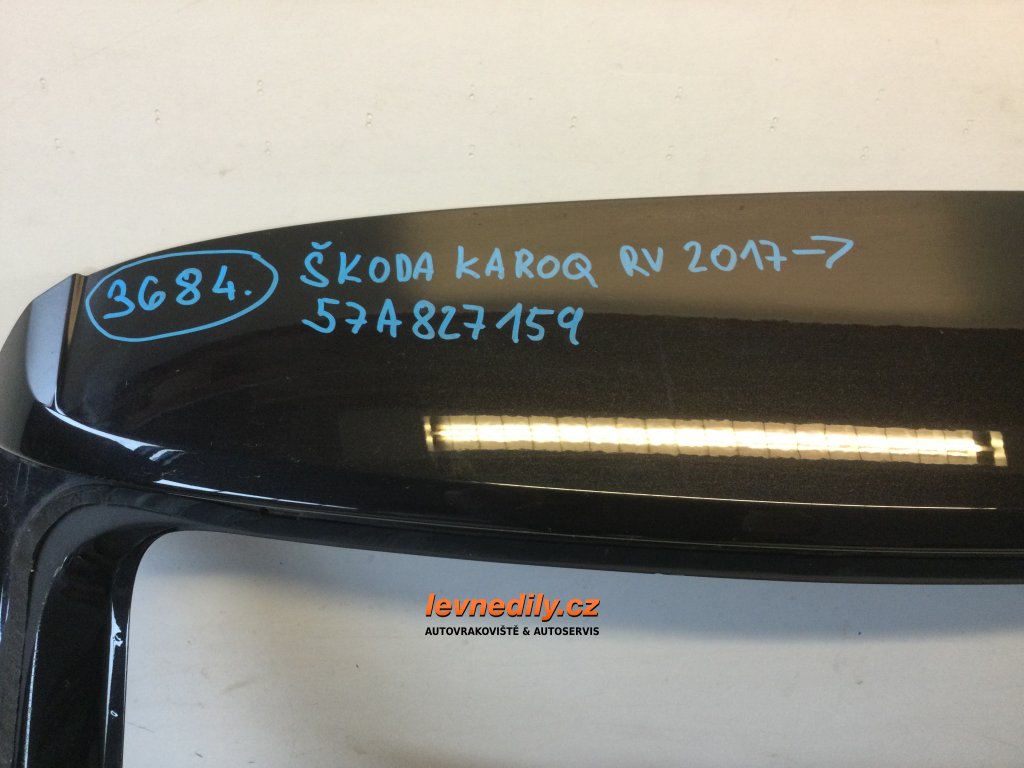 3684.
ŠKODA KAROQ RV 2017->
57A827159
levnedily.cz
AUTOVRAKOVIŠTĚ & AUTOSERVIS